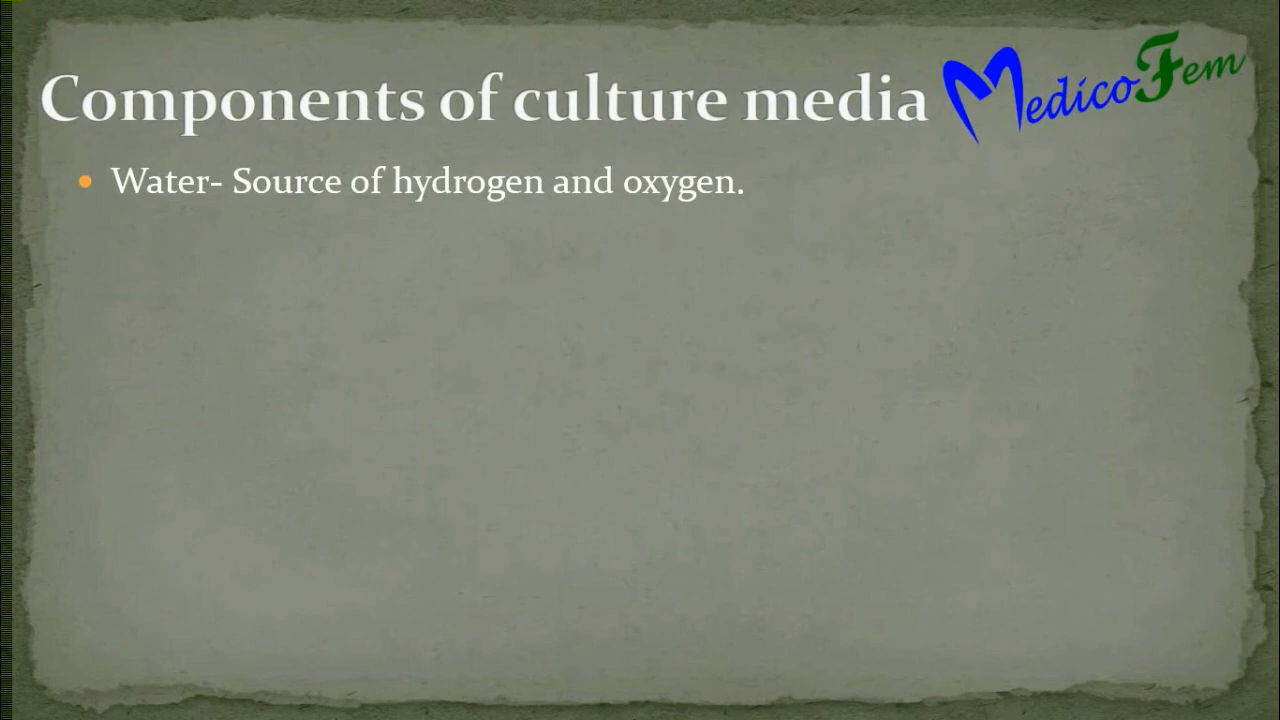 Components of culture media
MedicoFem
Water- Source of hydrogen and oxygen.